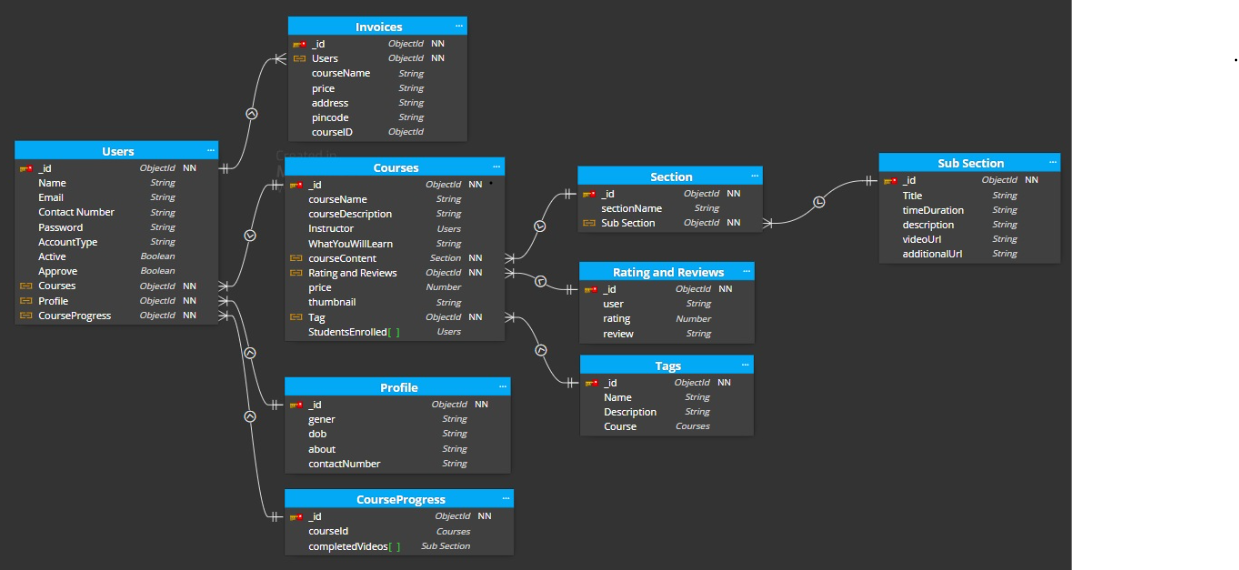 Invoices ...
_id ObjectId NN
Users ObjectId NN
courseName String
price String
address String
pincode String
courseID ObjectId
Users ...
_id ObjectId NN
Name String
Email String
Contact Number String
Password String
AccountType String
Active Boolean
Approve Boolean
Courses ObjectId NN
Profile ObjectId NN
CourseProgress ObjectId NN
Created in
Courses ...
_id ObjectId NN
courseName String
courseDescription String
Instructor Users
WhatYouWillLearn String
courseContent Section NN
Rating and Reviews ObjectId NN
price Number
thumbnail String
Tag ObjectId NN
StudentsEnrolled[ ] Users
Section ...
_id ObjectId NN
sectionName String
Sub Section ObjectId NN
Sub Section ...
_id ObjectId NN
Title String
timeDuration String
description String
videoUrl String
additionalUrl String
Rating and Reviews ...
_id ObjectId NN
user String
rating Number
review String
Tags ...
_id ObjectId NN
Name String
Description String
Course Courses
Profile ...
_id ObjectId NN
gener String
dob String
about String
contactNumber String
CourseProgress ...
_id ObjectId NN
courseId Courses
completedVideos[ ] Sub Section